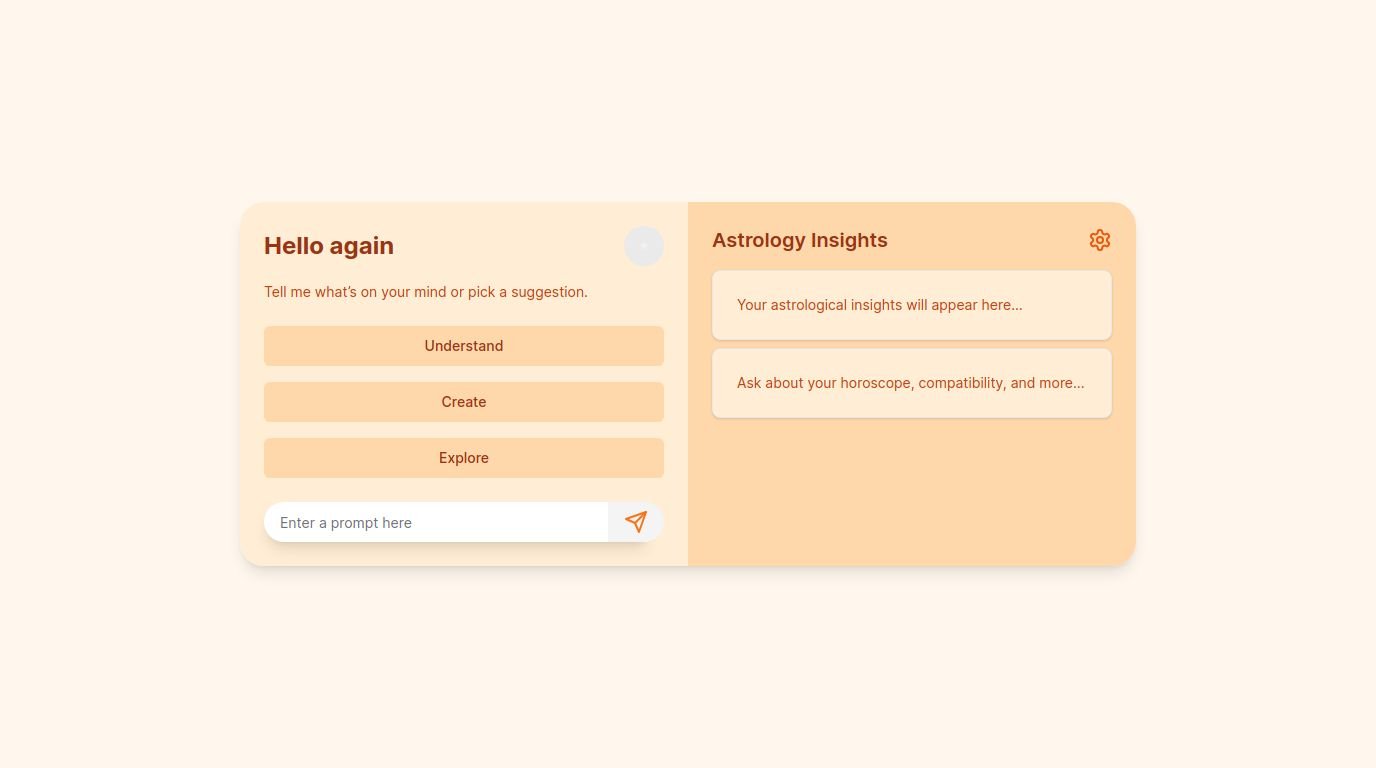 Hello again
Tell me what’s on your mind or pick a suggestion.
Understand
Create
Explore
Enter a prompt here
Astrology Insights
Your astrological insights will appear here...
Ask about your horoscope, compatibility, and more...